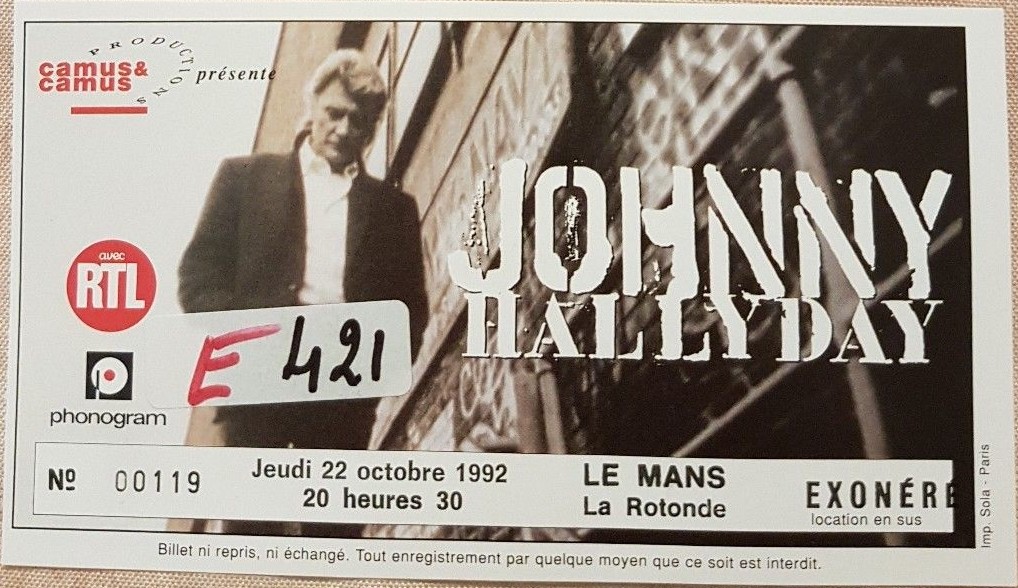 PRODUCTIONS
camus&
camus
présente
JOHNNY
HALLYDAY
avec
RTL
E 421
phonogram
Nº 00119
Jeudi 22 octobre 1992
20 heures 30
LE MANS
La Rotonde
EXONÉRÉ
location en sus
Imp. Sola - Paris
Billet ni repris, ni échangé. Tout enregistrement par quelque moyen que ce soit est interdit.